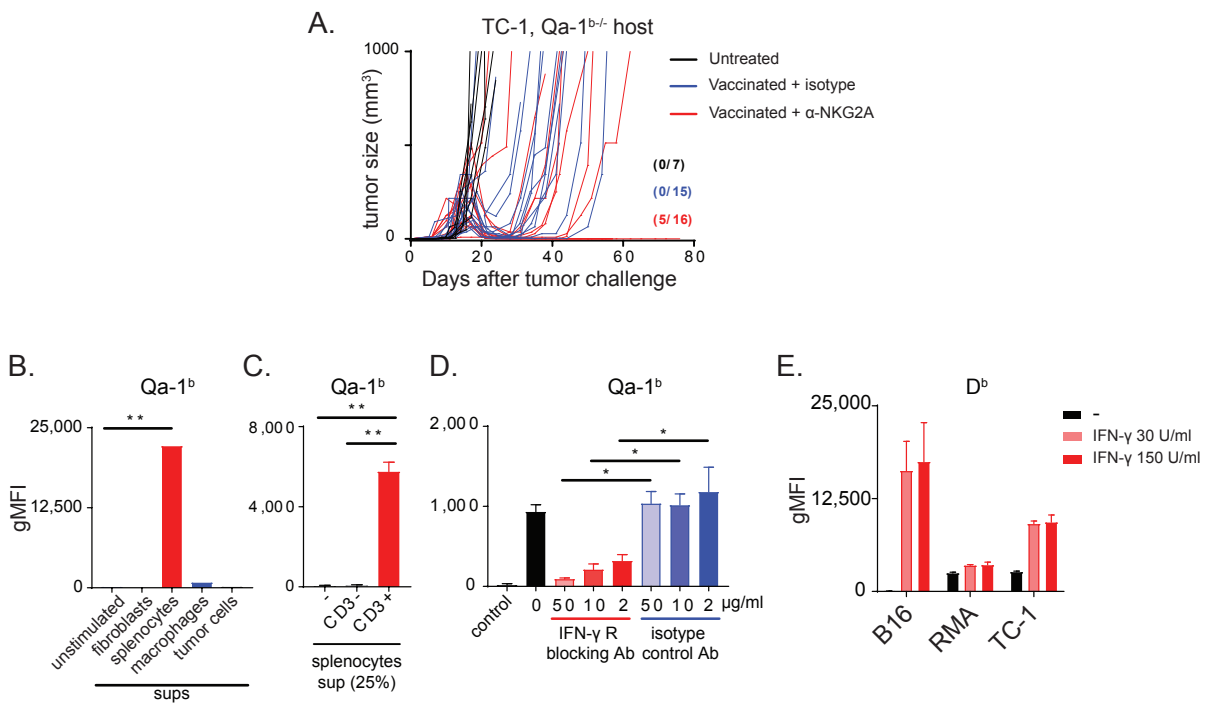 A.
TC-1, Qa-1ᵇ⁻/⁻ host
tumor size (mm³)
1000
0
0 20 40 60 80
Days after tumor challenge
Untreated
Vaccinated + isotype
Vaccinated + α-NKG2A
(0/7)
(0/15)
(5/16)
B.
Qa-1ᵇ
gMFI
25,000
12,500
0
**
unstimulated
fibroblasts
splenocytes
macrophages
tumor cells
sups
C.
Qa-1ᵇ
8,000
4,000
0
**
**
-
CD3-
CD3+
splenocytes
sup (25%)
D.
Qa-1ᵇ
2,000
1,000
0
*
*
*
control
0 50 10 2 50 10 2 µg/ml
IFN-γ R
blocking Ab
isotype
control Ab
E.
Dᵇ
gMFI
25,000
12,500
0
B16
RMA
TC-1
-
IFN-γ 30 U/ml
IFN-γ 150 U/ml